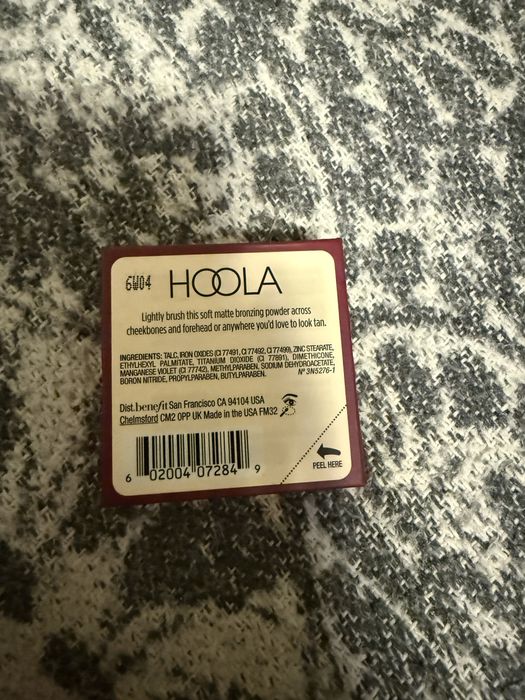 6W04 HOOLA
Lightly brush this soft matte bronzing powder across
cheekbones and forehead or anywhere you'd love to look tan.
INGREDIENTS: TALC, IRON OXIDES (CI 77491, CI 77492, CI 77499), ZINC STEARATE,
ETHYLHEXYL PALMITATE, TITANIUM DIOXIDE (CI 77891), DIMETHICONE,
MANGANESE VIOLET (CI 77742), METHYLPARABEN, SODIUM DEHYDROACETATE,
BORON NITRIDE, PROPYLPARABEN, BUTYLPARABEN. Nº 3N5276-1
Dist. benefit San Francisco CA 94104 USA
Chelmsford CM2 0PP UK Made in the USA FM32
6 02004 07284 9
PEEL HERE